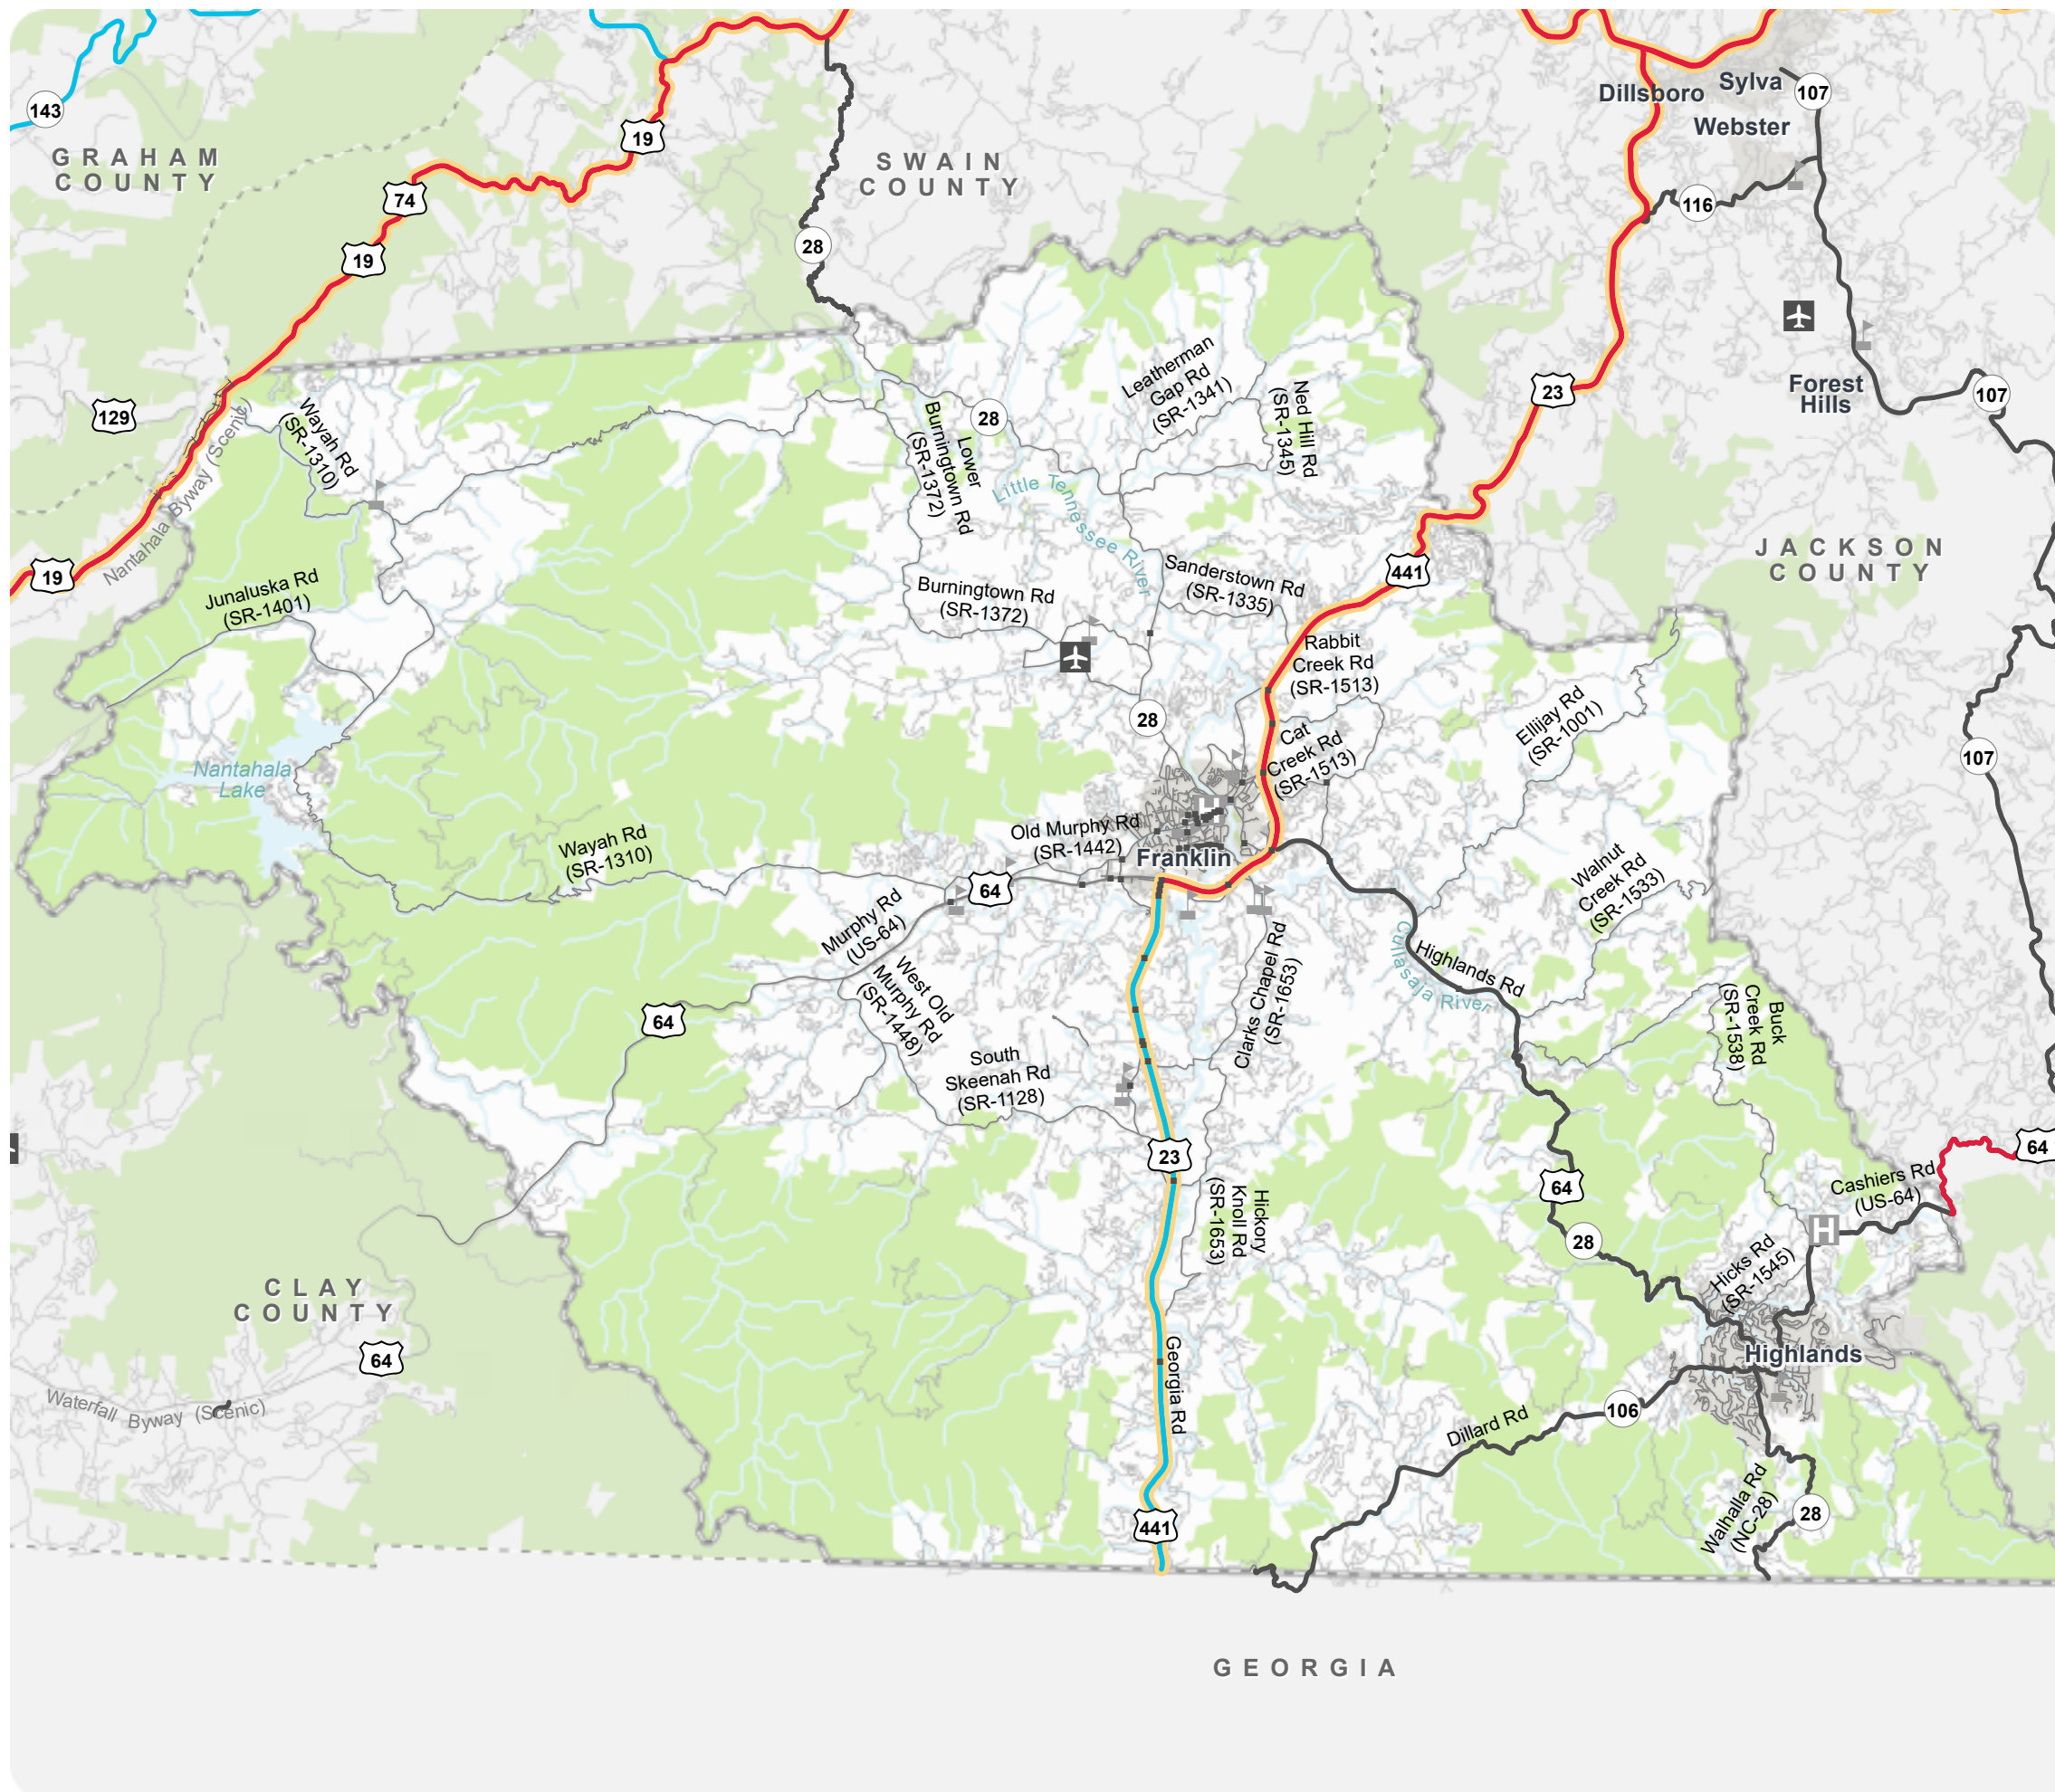 Dillsboro
Sylva
107
Webster
143
19
GRAHAM
COUNTY
SWAIN
COUNTY
74
116
28
19
Leatherman
Gap Rd
(SR-1341)
Ned Hill Rd
(SR-1345)
23
Forest
Hills
107
129
Wayah Rd
(SR-1310)
28
Lower
Burningtown Rd
(SR-1372)
Little Tennessee River
Nantahala Byway (Scenic)
19
Junaluska Rd
(SR-1401)
Burningtown Rd
(SR-1372)
Sanderstown Rd
(SR-1335)
441
JACKSON
COUNTY
Rabbit
Creek Rd
(SR-1513)
28
Cat
Creek Rd
(SR-1513)
Ellijay Rd
(SR-1001)
107
Nantahala
Lake
H
Wayah Rd
(SR-1310)
Old Murphy Rd
(SR-1442)
Franklin
64
Walnut
Creek Rd
(SR-1533)
Murphy Rd
(US-64)
West Old
Murphy Rd
(SR-1448)
Clarks Chapel Rd
(SR-1653)
Cullasaja River
Highlands Rd
64
Buck
Creek Rd
(SR-1538)
South
Skeenah Rd
(SR-1128)
23
64
64
Cashiers Rd
(US-64)
Hickory
Knoll Rd
(SR-1653)
H
28
Hicks Rd
(SR-1545)
CLAY
COUNTY
64
Highlands
Georgia Rd
Waterfall Byway (Scenic)
106
Dillard Rd
441
Walhalla Rd
(NC-28)
28
GEORGIA